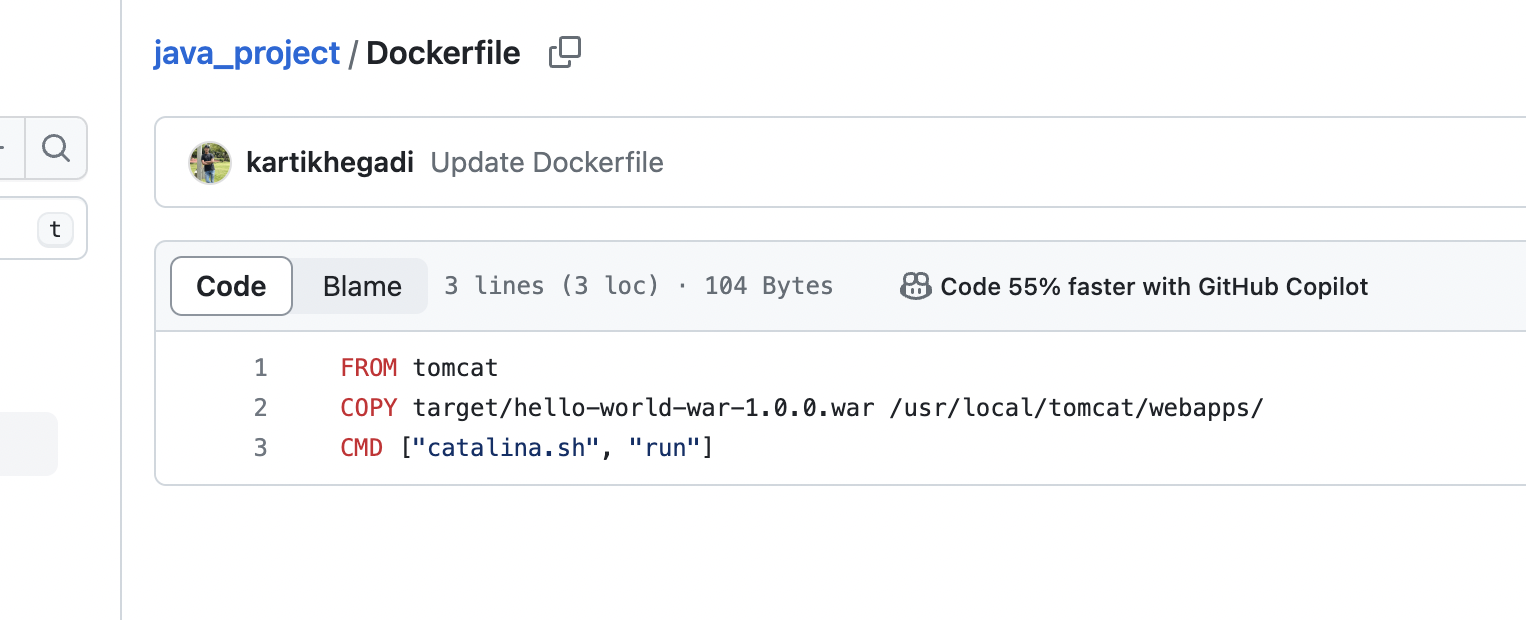 java_project / Dockerfile
kartikhegadi Update Dockerfile
t
Code Blame 3 lines (3 loc) · 104 Bytes Code 55% faster with GitHub Copilot
1 FROM tomcat
2 COPY target/hello-world-war-1.0.0.war /usr/local/tomcat/webapps/
3 CMD ["catalina.sh", "run"]